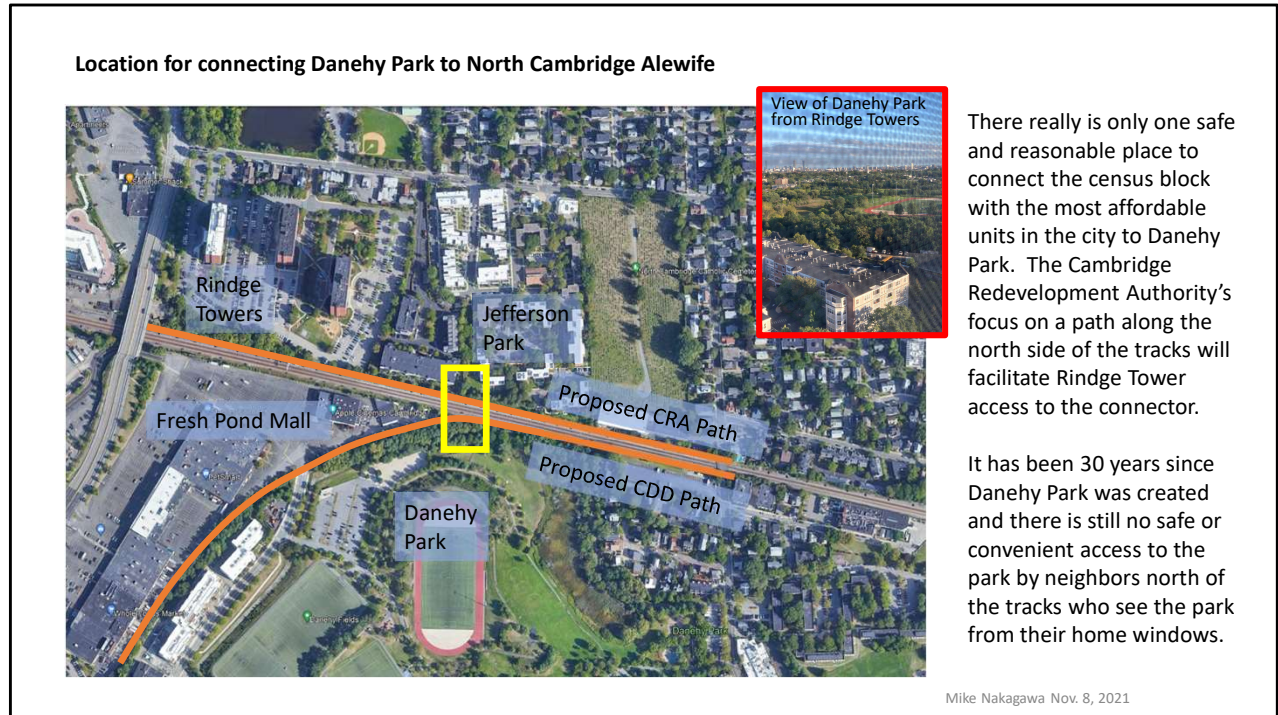 Location for connecting Danehy Park to North Cambridge Alewife
View of Danehy Park
from Rindge Towers
Rindge
Towers
Jefferson
Park
Fresh Pond Mall
Proposed CRA Path
Proposed CDD Path
Danehy
Park
Danehy Fields
Danehy Park
There really is only one safe
and reasonable place to
connect the census block
with the most affordable
units in the city to Danehy
Park.  The Cambridge
Redevelopment Authority’s
focus on a path along the
north side of the tracks will
facilitate Rindge Tower
access to the connector.
It has been 30 years since
Danehy Park was created
and there is still no safe or
convenient access to the
park by neighbors north of
the tracks who see the park
from their home windows.
Mike Nakagawa Nov. 8, 2021